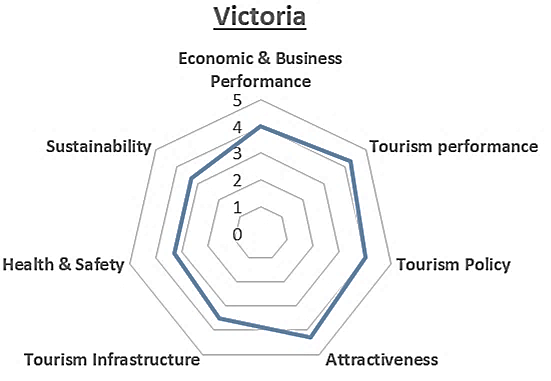 Victoria
Economic & Business
Performance
5
4
3
2
1
0
Sustainability
Tourism performance
Health & Safety
Tourism Policy
Tourism Infrastructure
Attractiveness